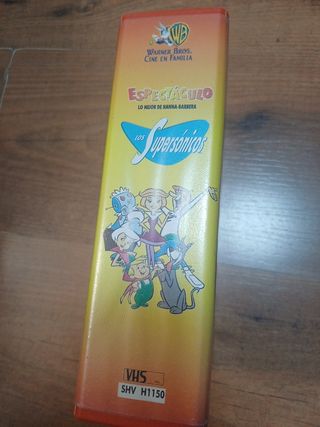 WB
WARNER BROS.
CINE EN FAMILIA
ESPECTÁCULO
LO MEJOR DE HANNA-BARBERA
LOS
Supersónicos
VHS
SHV H1150